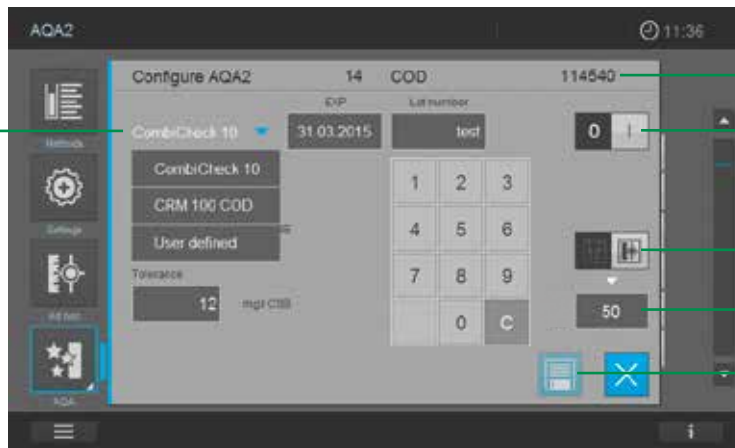 AQA2 11:36
Configure AQA2 14 COD 114540
EXP Lot number
CombiCheck 10 31.03.2015 test 0 I
Methods
CombiCheck 10
CRM 100 COD
User defined
1 2 3
4 5 6
7 8 9
0 C
Settings
Tolerance
12 mg/l CSB
50
AQA
i